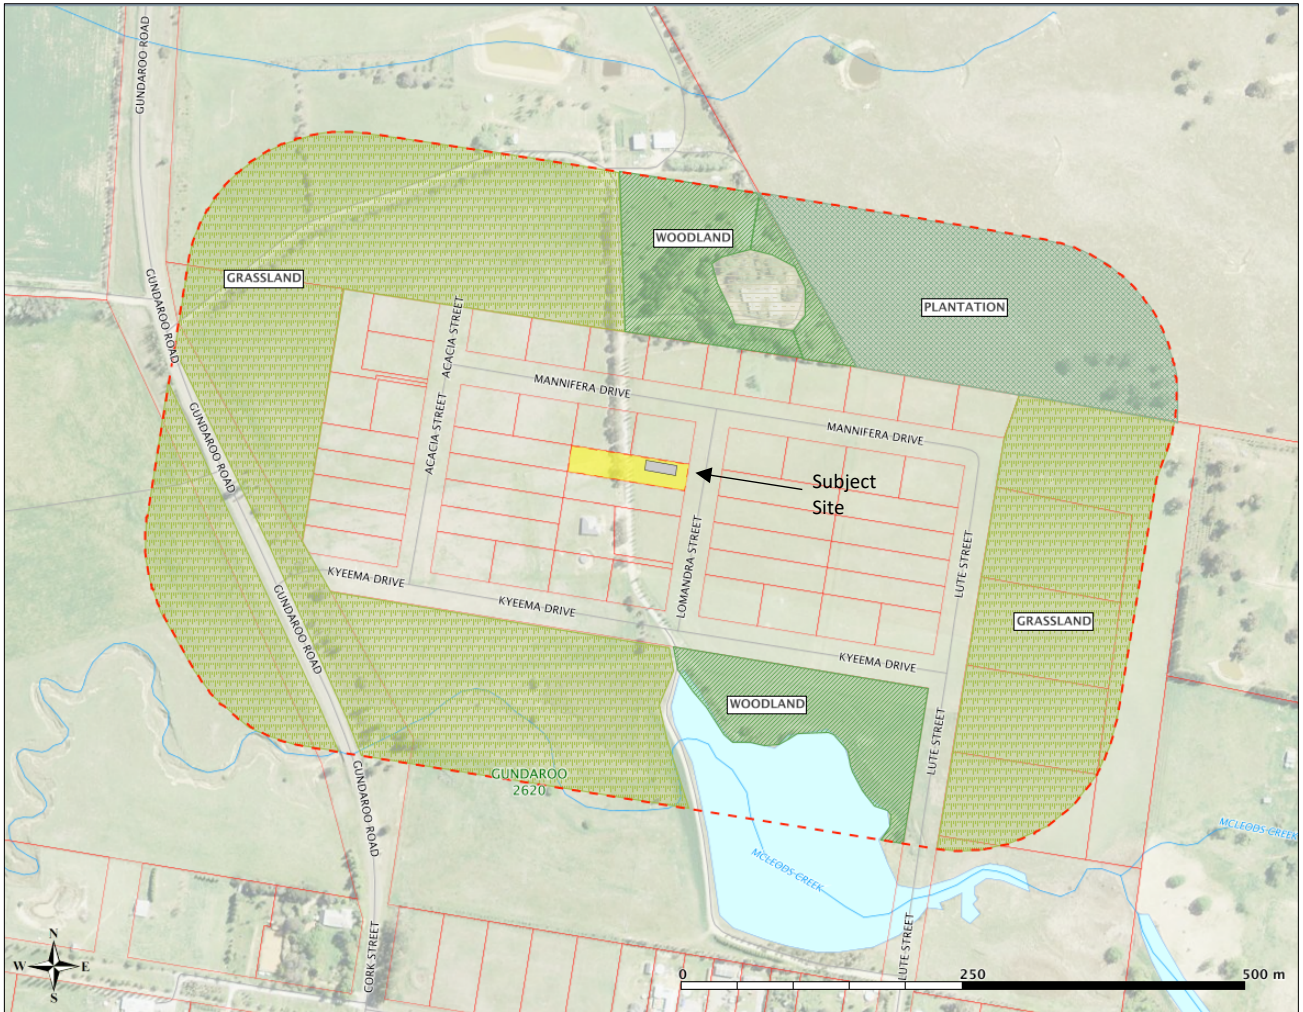 GUNDAROO ROAD
GUNDAROO ROAD
WOODLAND
GRASSLAND
GUNDAROO ROAD
ACACIA STREET
PLANTATION
MANNIFERA DRIVE
ACACIA STREET
MANNIFERA DRIVE
GUNDAROO ROAD
Subject
Site
LOMANDRA STREET
LUTE STREET
KYEEMA DRIVE
KYEEMA DRIVE
GRASSLAND
GUNDAROO ROAD
KYEEMA DRIVE
WOODLAND
LUTE STREET
GUNDAROO
2620
GUNDAROO ROAD
MCLEODS CREEK
MCLEODS CREEK
CORK STREET
LUTE STREET
N
W
E
S
0
250
500 m